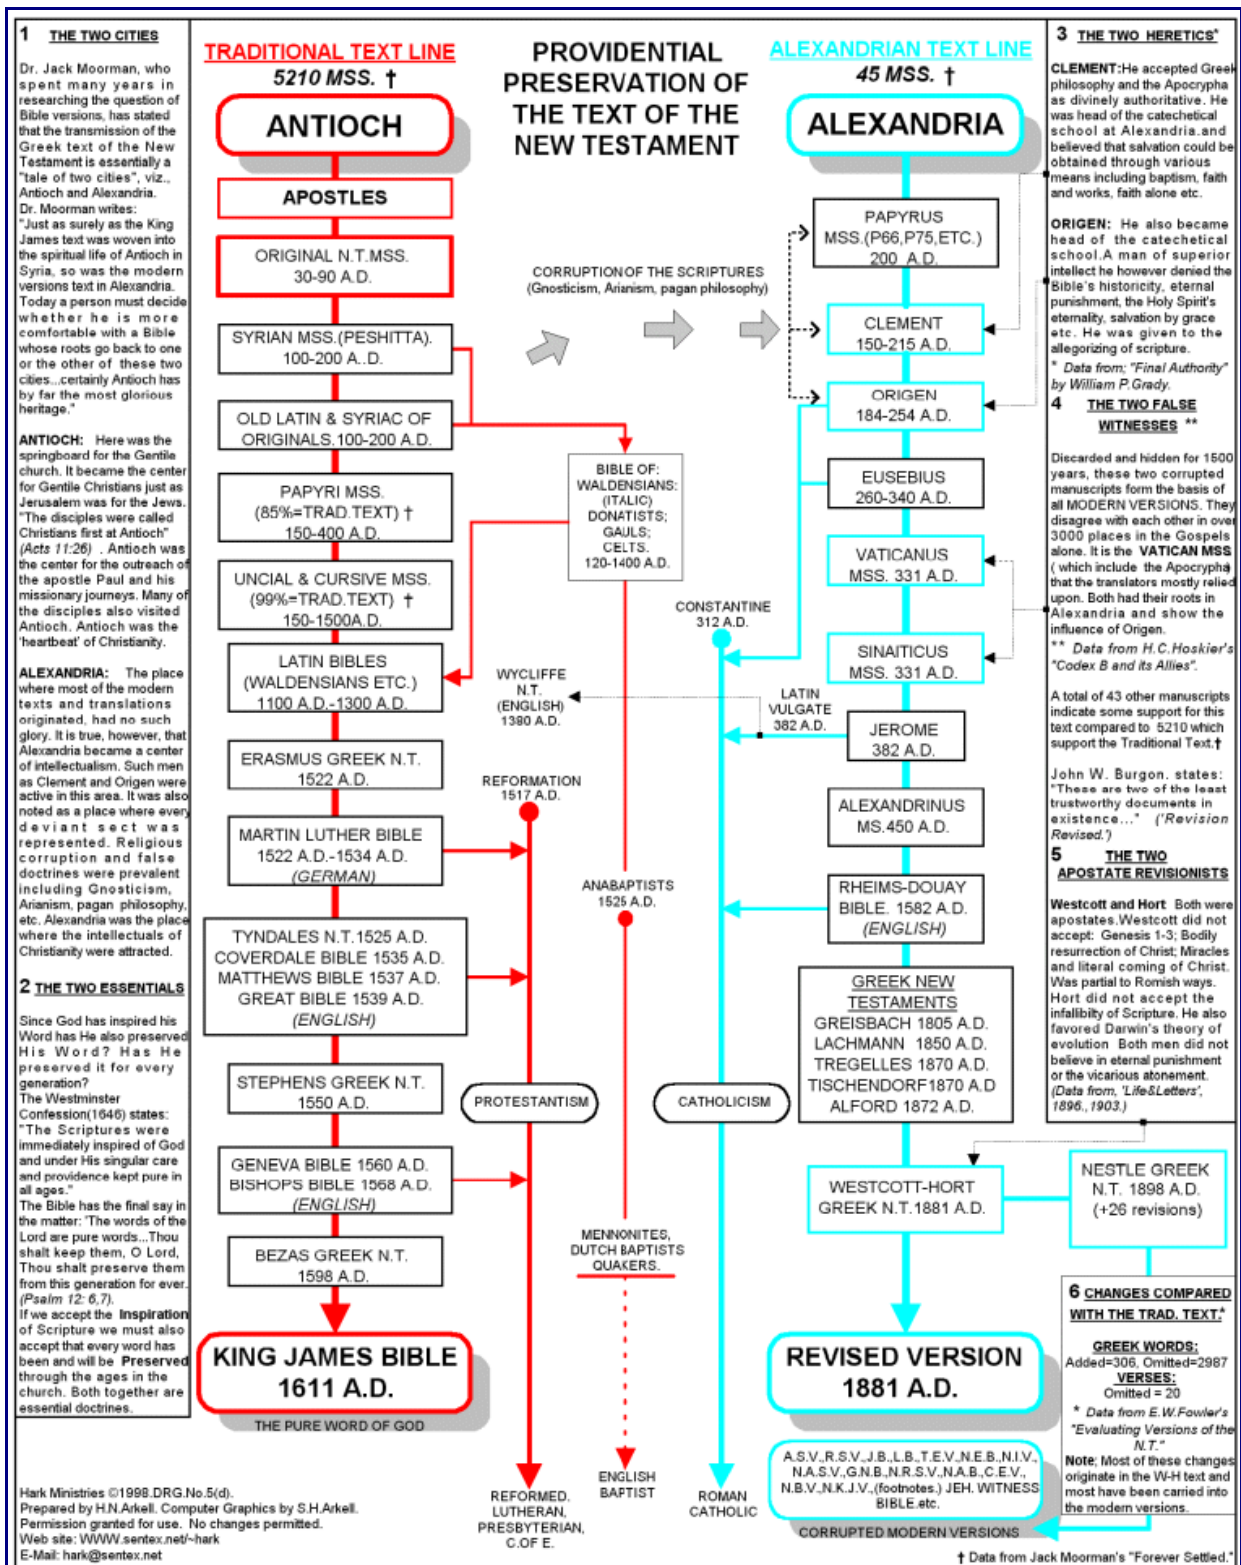 1 THE TWO CITIES
Dr. Jack Moorman, who
spent many years in
researching the question of
Bible versions, has stated
that the transmission of the
Greek text of the New
Testament is essentially a
"tale of two cities", viz.,
Antioch and Alexandria.
Dr. Moorman writes:
"Just as surely as the King
James text was woven into
the spiritual life of Antioch in
Syria, so was the modern
versions text in Alexandria.
Today a person must decide
whether he is more
comfortable with a Bible
whose roots go back to one
or the other of these two
cities...certainly Antioch has
by far the most glorious
heritage."
ANTIOCH: Here was the
springboard for the Gentile
church. It became the center
for Gentile Christians just as
Jerusalem was for the Jews.
"The disciples were called
Christians first at Antioch"
(Acts 11:26) . Antioch was
the center for the outreach of
the apostle Paul and his
missionary journeys. Many of
the disciples also visited
Antioch. Antioch was the
'heartbeat' of Christianity.
ALEXANDRIA: The place
where most of the modern
texts and translations
originated, had no such
glory. It is true, however, that
Alexandria became a center
of intellectualism. Such men
as Clement and Origen were
active in this area. It was also
noted as a place where every
deviant sect was
represented. Religious
corruption and false
doctrines were prevalent
including Gnosticism,
Arianism, pagan philosophy,
etc. Alexandria was the place
where the intellectuals of
Christianity were attracted.
2 THE TWO ESSENTIALS
Since God has inspired his
Word has He also preserved
His Word? Has He
preserved it for every
generation?
The Westminster
Confession(1646) states:
"The Scriptures were
immediately inspired of God
and under His singular care
and providence kept pure in
all ages."
The Bible has the final say in
the matter: 'The words of the
Lord are pure words...Thou
shalt keep them, O Lord,
Thou shalt preserve them
from this generation for ever.
(Psalm 12: 6,7).
If we accept the Inspiration
of Scripture we must also
accept that every word has
been and will be Preserved
through the ages in the
church. Both together are
essential doctrines.
TRADITIONAL TEXT LINE
5210 MSS. †
ANTIOCH
APOSTLES
ORIGINAL N.T.MSS.
30-90 A.D.
SYRIAN MSS.(PESHITTA).
100-200 A..D.
OLD LATIN & SYRIAC OF
ORIGINALS.100-200 A.D.
PAPYRI MSS.
(85%=TRAD.TEXT) †
150-400 A.D.
UNCIAL & CURSIVE MSS.
(99%=TRAD.TEXT) †
150-1500A.D.
LATIN BIBLES
(WALDENSIANS ETC.)
1100 A.D.-1300 A.D.
ERASMUS GREEK N.T.
1522 A.D.
MARTIN LUTHER BIBLE
1522 A.D.-1534 A.D.
(GERMAN)
TYNDALES N.T.1525 A.D.
COVERDALE BIBLE 1535 A.D.
MATTHEWS BIBLE 1537 A.D.
GREAT BIBLE 1539 A.D.
(ENGLISH)
STEPHENS GREEK N.T.
1550 A.D.
GENEVA BIBLE 1560 A.D.
BISHOPS BIBLE 1568 A.D.
(ENGLISH)
BEZAS GREEK N.T.
1598 A.D.
KING JAMES BIBLE
1611 A.D.
THE PURE WORD OF GOD
PROVIDENTIAL
PRESERVATION OF
THE TEXT OF THE
NEW TESTAMENT
CORRUPTION OF THE SCRIPTURES
(Gnosticism, Arianism, pagan philosophy)
BIBLE OF:
WALDENSIANS:
(ITALIC)
DONATISTS;
GAULS;
CELTS.
120-1400 A.D.
CONSTANTINE
312 A.D.
WYCLIFFE
N.T.
(ENGLISH)
1380 A.D.
LATIN
VULGATE
382 A.D.
REFORMATION
1517 A.D.
ANABAPTISTS
1525 A.D.
PROTESTANTISM
CATHOLICISM
MENNONITES,
DUTCH BAPTISTS
QUAKERS.
REFORMED.
LUTHERAN,
PRESBYTERIAN,
C.OF E.
ENGLISH
BAPTIST
ROMAN
CATHOLIC
ALEXANDRIAN TEXT LINE
45 MSS. †
ALEXANDRIA
PAPYRUS
MSS.(P66,P75,ETC.)
200 A.D.
CLEMENT
150-215 A.D.
ORIGEN
184-254 A.D.
EUSEBIUS
260-340 A.D.
VATICANUS
MSS. 331 A.D.
SINAITICUS
MSS. 331 A.D.
JEROME
382 A.D.
ALEXANDRINUS
MS.450 A.D.
RHEIMS-DOUAY
BIBLE. 1582 A.D.
(ENGLISH)
GREEK NEW
TESTAMENTS
GREISBACH 1805 A.D.
LACHMANN 1850 A.D.
TREGELLES 1870 A.D.
TISCHENDORF1870 A.D
ALFORD 1872 A.D.
WESTCOTT-HORT
GREEK N.T.1881 A.D.
NESTLE GREEK
N.T. 1898 A.D.
(+26 revisions)
REVISED VERSION
1881 A.D.
A.S.V.,R.S.V.,J.B.,L.B.,T.E.V.,N.E.B.,N.I.V.,
N.A.S.V.,G.N.B.,N.R.S.V.,N.A.B.,C.E.V.,
N.B.V.,N.K.J.V.,(footnotes.) JEH. WITNESS
BIBLE.etc.
CORRUPTED MODERN VERSIONS
3 THE TWO HERETICS*
CLEMENT:He accepted Greek
philosophy and the Apocrypha
as divinely authoritative. He
was head of the catechetical
school at Alexandria.and
believed that salvation could be
obtained through various
means including baptism, faith
and works, faith alone etc.
ORIGEN: He also became
head of the catechetical
school.A man of superior
intellect he however denied the
Bible's historicity, eternal
punishment, the Holy Spirit's
eternality, salvation by grace
etc. He was given to the
allegorizing of scripture.
* Data from; "Final Authority"
by William P.Grady.
4 THE TWO FALSE
WITNESSES **
Discarded and hidden for 1500
years, these two corrupted
manuscripts form the basis of
all MODERN VERSIONS. They
disagree with each other in over
3000 places in the Gospels
alone. It is the VATICAN MSS
( which include the Apocrypha)
that the translators mostly relied
upon. Both had their roots in
Alexandria and show the
influence of Origen.
** Data from H.C.Hoskier's
"Codex B and its Allies".
A total of 43 other manuscripts
indicate some support for this
text compared to 5210 which
support the Traditional Text.†
John W. Burgon. states:
"These are two of the least
trustworthy documents in
existence..." ('Revision
Revised.')
5 THE TWO
APOSTATE REVISIONISTS
Westcott and Hort Both were
apostates.Westcott did not
accept: Genesis 1-3; Bodily
resurrection of Christ; Miracles
and literal coming of Christ.
Was partial to Romish ways.
Hort did not accept the
infallibilty of Scripture. He also
favored Darwin's theory of
evolution Both men did not
believe in eternal punishment
or the vicarious atonement.
(Data from, 'Life&Letters',
1896.,1903.)
6 CHANGES COMPARED
WITH THE TRAD. TEXT.*
GREEK WORDS:
Added=306, Omitted=2987
VERSES:
Omitted = 20
* Data from E.W.Fowler's
"Evaluating Versions of the
N.T."
Note; Most of these changes
originate in the W-H text and
most have been carried into
the modern versions.
Hark Ministries ©1998.DRG.No.5(d).
Prepared by H.N.Arkell. Computer Graphics by S.H.Arkell.
Permission granted for use. No changes permitted.
Web site: WWW.sentex.net/~hark
E-Mail: hark@sentex.net
† Data from Jack Moorman's "Forever Settled."